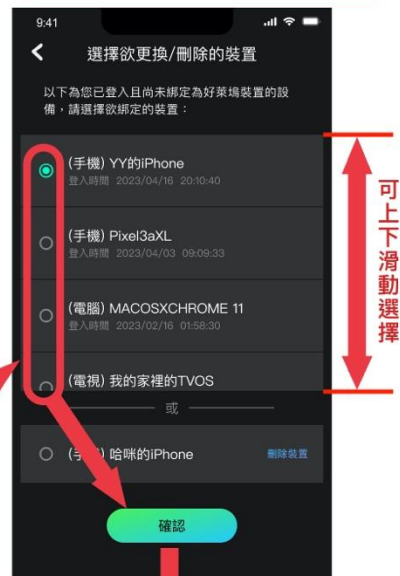 9:41
選擇欲更換/刪除的裝置
以下為您已登入且尚未綁定為好萊塢裝置的設
備，請選擇欲綁定的裝置：
(手機) YY的iPhone
登入時間 2023/04/16 20:10:40
(手機) Pixel3aXL
登入時間 2023/04/03 09:09:33
(電腦) MACOSXCHROME 11
登入時間 2023/02/16 01:58:30
(電視) 我的家裡的TVOS
或
(手機) 哈咪的iPhone
刪除裝置
確認
可上下滑動選擇